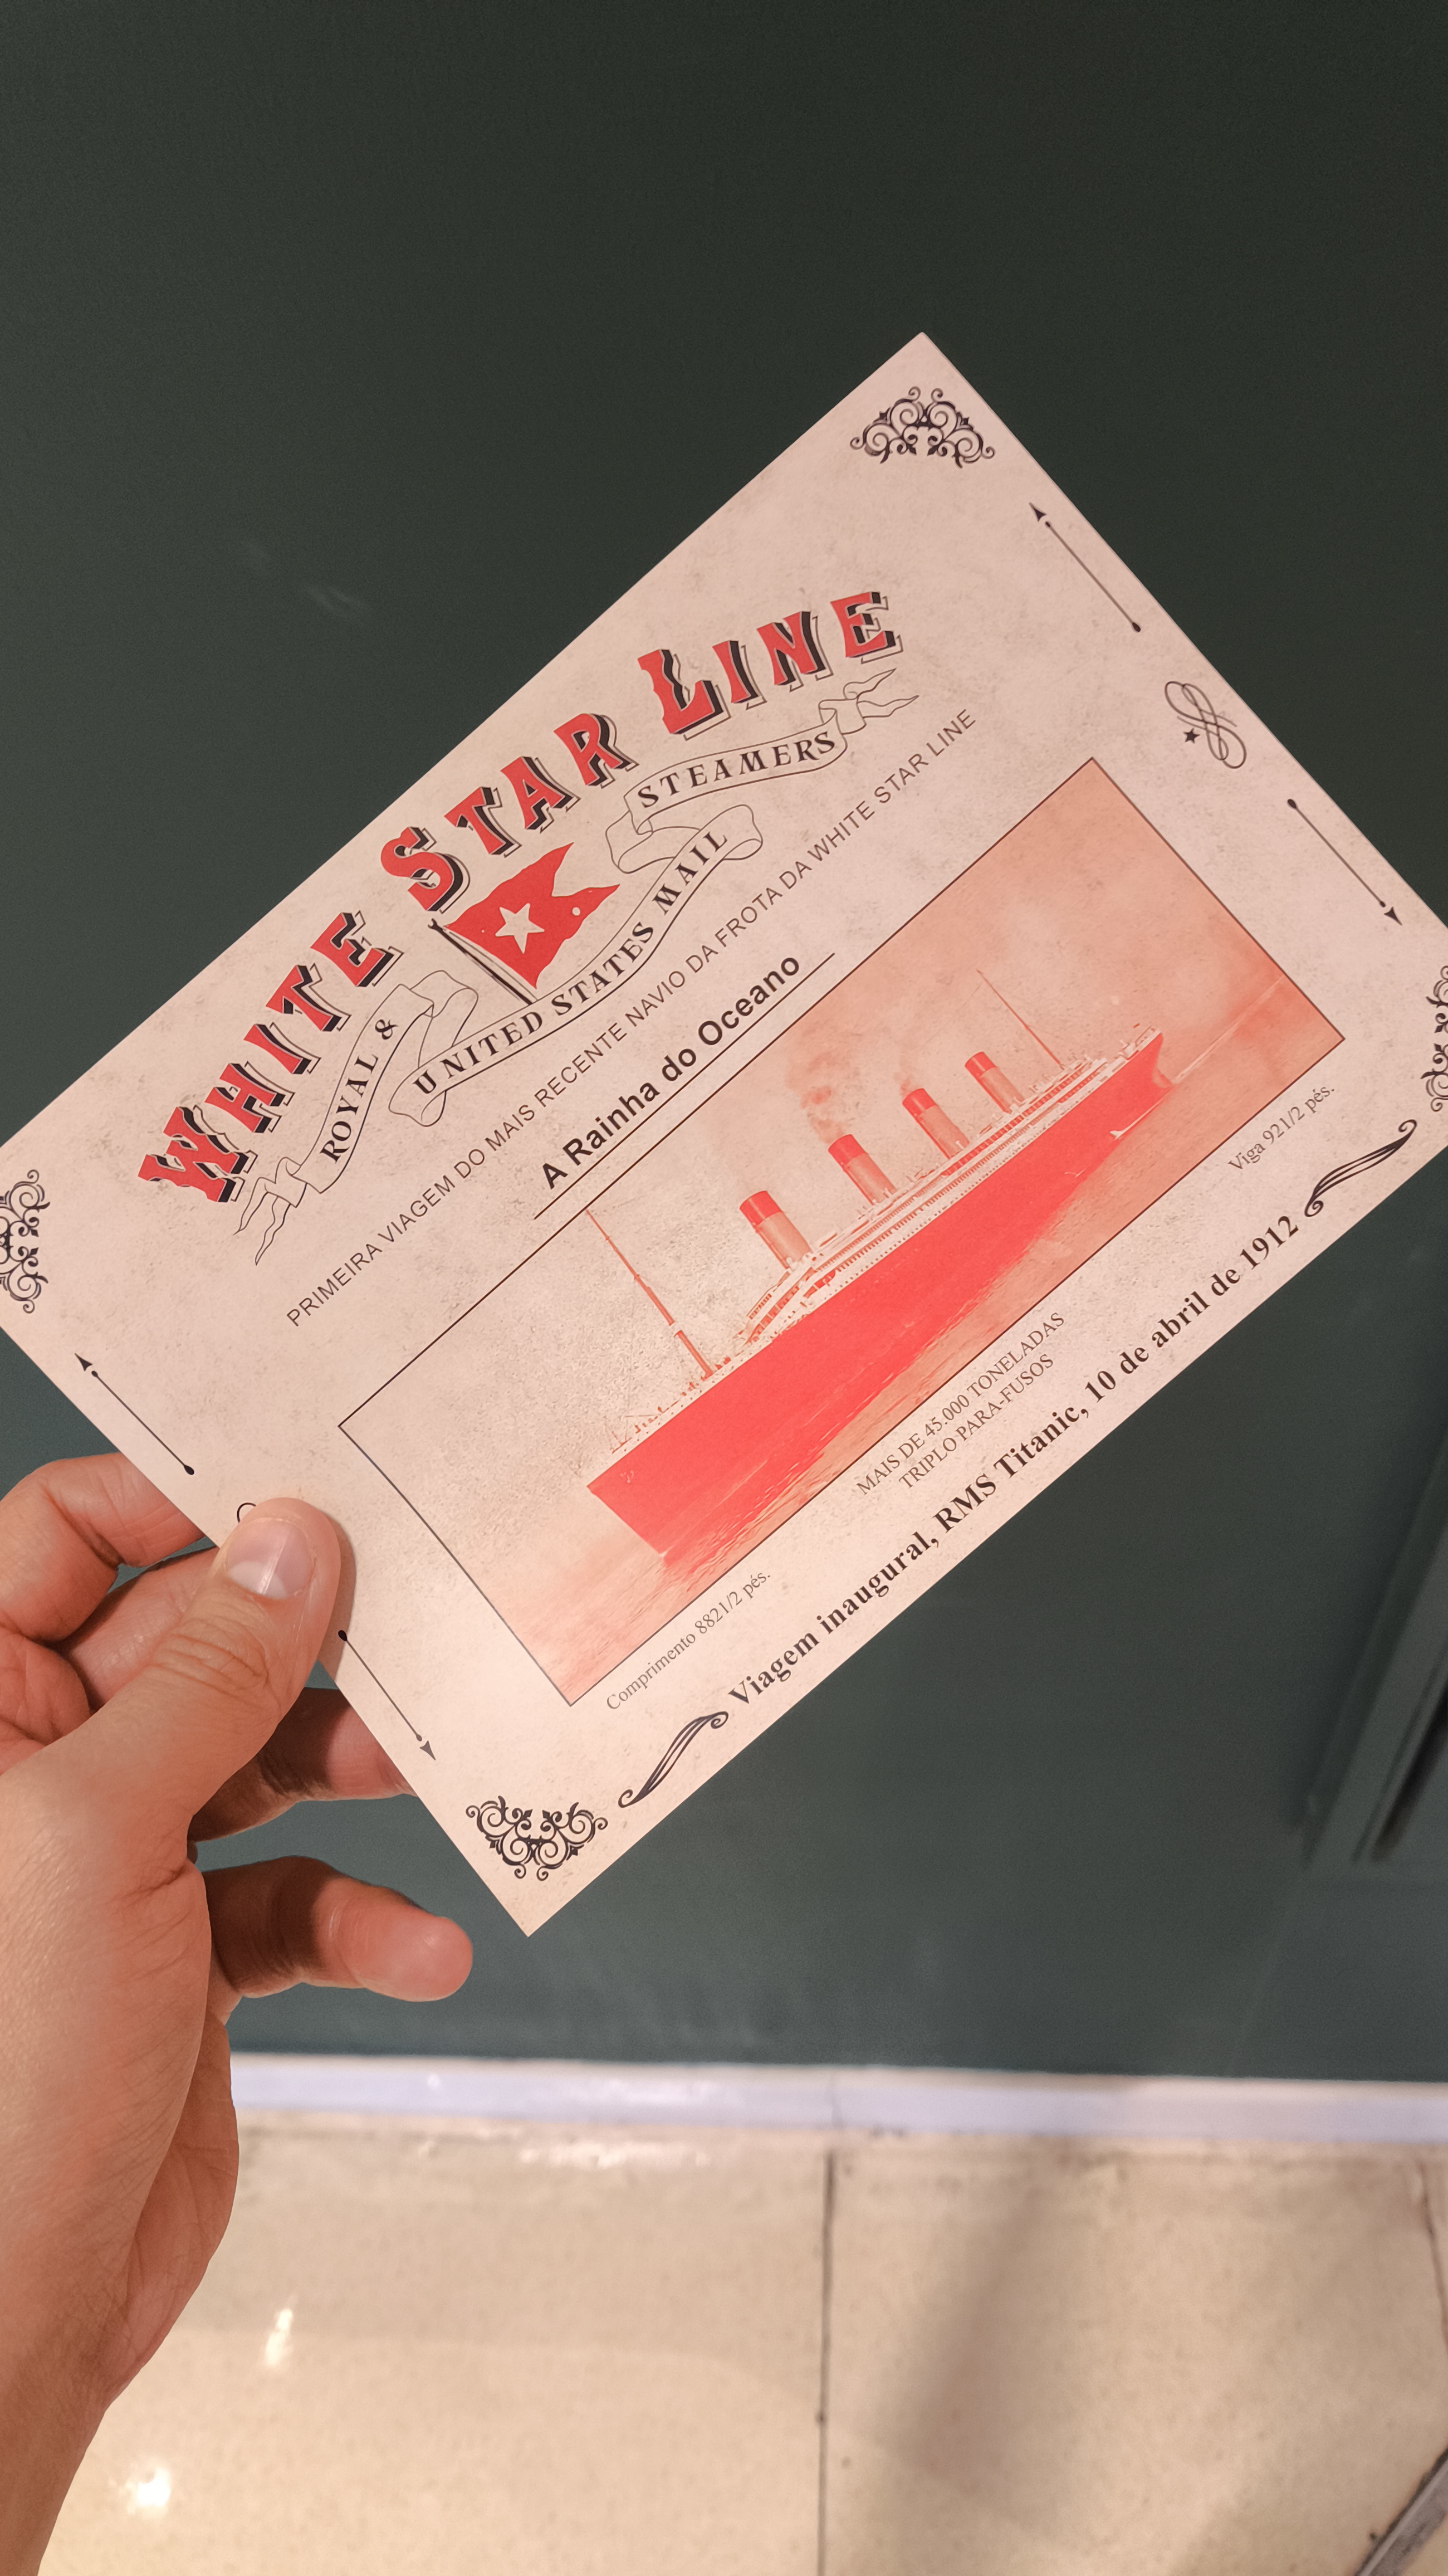 WHITE STAR LINE
ROYAL &
UNITED STATES MAIL
STEAMERS
PRIMEIRA VIAGEM DO MAIS RECENTE NAVIO DA FROTA DA WHITE STAR LINE
A Rainha do Oceano
Comprimento 8821/2 pés.
MAIS DE 45.000 TONELADAS
TRIPLO PARA-FUSOS
Viga 921/2 pés.
Viagem inaugural, RMS Titanic, 10 de abril de 1912